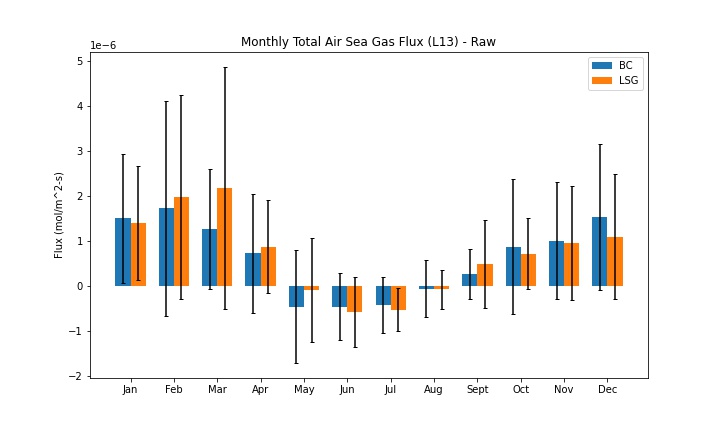 Monthly Total Air Sea Gas Flux (L13) - Raw
1e−6
BC
LSG
5
4
3
2
1
0
−1
−2
Flux (mol/m^2-s)
Jan Feb Mar Apr May Jun Jul Aug Sept Oct Nov Dec